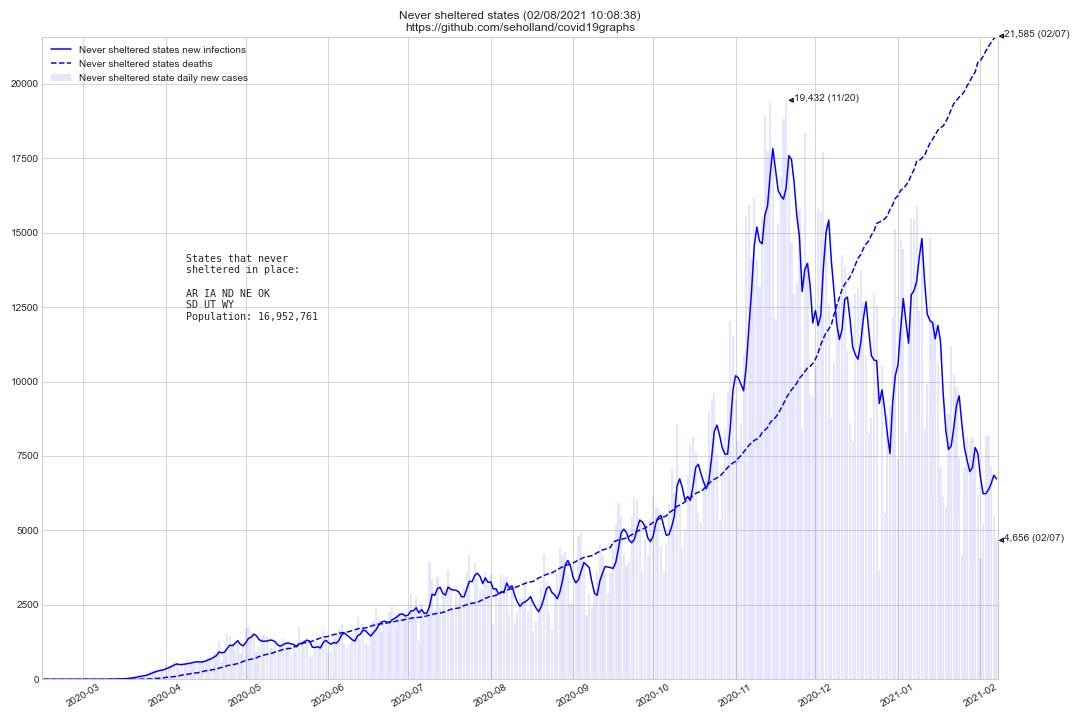 Never sheltered states (02/08/2021 10:08:38)
https://github.com/seholland/covid19graphs
Never sheltered states new infections
Never sheltered states deaths
Never sheltered state daily new cases
21,585 (02/07)
19,432 (11/20)
4,656 (02/07)
States that never
sheltered in place:
AR IA ND NE OK
SD UT WY
Population: 16,952,761
20000
17500
15000
12500
10000
7500
5000
2500
0
2020-03
2020-04
2020-05
2020-06
2020-07
2020-08
2020-09
2020-10
2020-11
2020-12
2021-01
2021-02